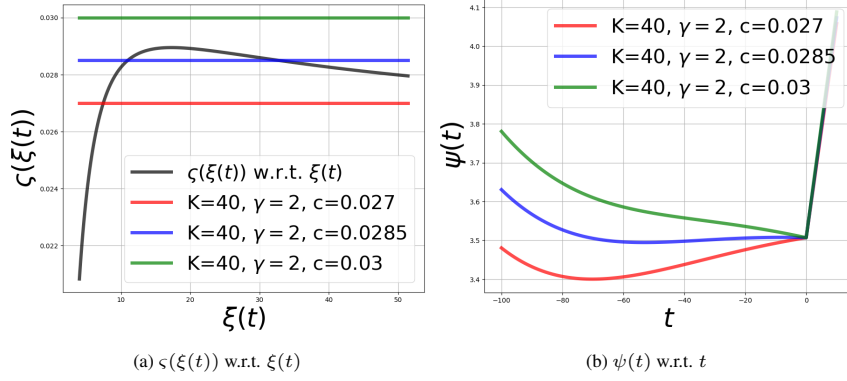 0.030
0.028
0.026
0.024
0.022
ς(ξ(t))
ς(ξ(t)) w.r.t. ξ(t)
K=40, γ = 2, c=0.027
K=40, γ = 2, c=0.0285
K=40, γ = 2, c=0.03
10 20 30 40 50
ξ(t)
(a) ς(ξ(t)) w.r.t. ξ(t)
4.1
4.0
3.9
3.8
3.7
3.6
3.5
3.4
ψ(t)
K=40, γ = 2, c=0.027
K=40, γ = 2, c=0.0285
K=40, γ = 2, c=0.03
−100 −80 −60 −40 −20 0
t
(b) ψ(t) w.r.t. t